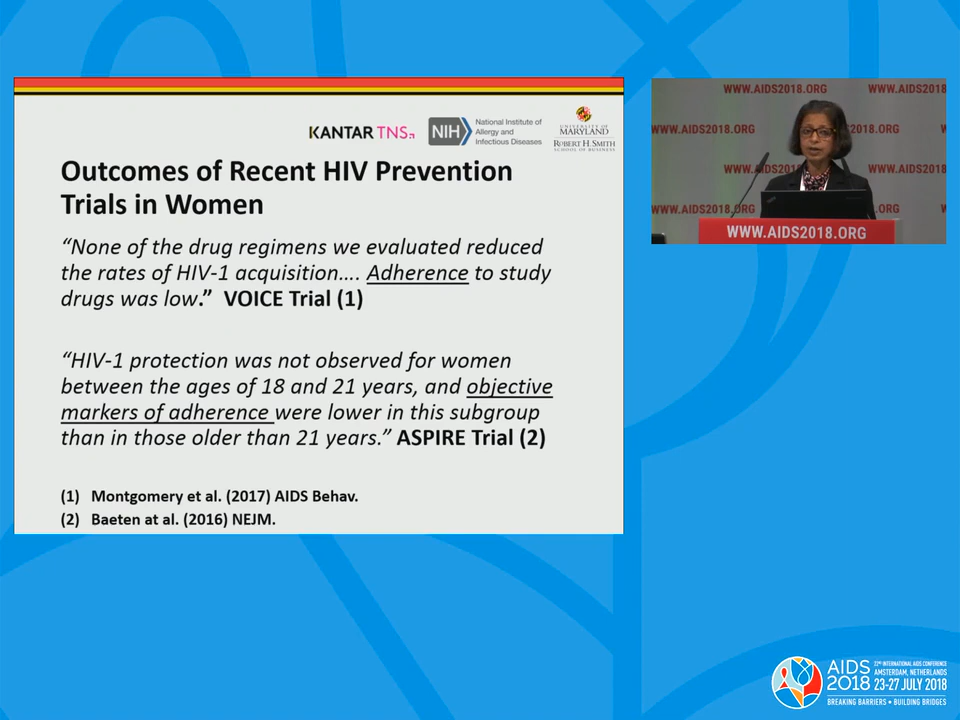 KANTAR TNS
NIH
National Institute of
Allergy and
Infectious Diseases
UNIVERSITY OF
MARYLAND
ROBERT H. SMITH
SCHOOL OF BUSINESS
Outcomes of Recent HIV Prevention
Trials in Women
“None of the drug regimens we evaluated reduced
the rates of HIV-1 acquisition…. Adherence to study
drugs was low.” VOICE Trial (1)
“HIV-1 protection was not observed for women
between the ages of 18 and 21 years, and objective
markers of adherence were lower in this subgroup
than in those older than 21 years.” ASPIRE Trial (2)
(1) Montgomery et al. (2017) AIDS Behav.
(2) Baeten at al. (2016) NEJM.
WWW.AIDS2018.ORG WWW.AIDS2018
WWW.AIDS2018.ORG AIDS2018.ORG W
WWW.A WWW.AIDS2018
WWW.AIDS2018.ORG .ORG W
WWW.AIDS2018.ORG
AIDS
2018
22ND INTERNATIONAL AIDS CONFERENCE
AMSTERDAM, NETHERLANDS
23-27 JULY 2018
BREAKING BARRIERS • BUILDING BRIDGES